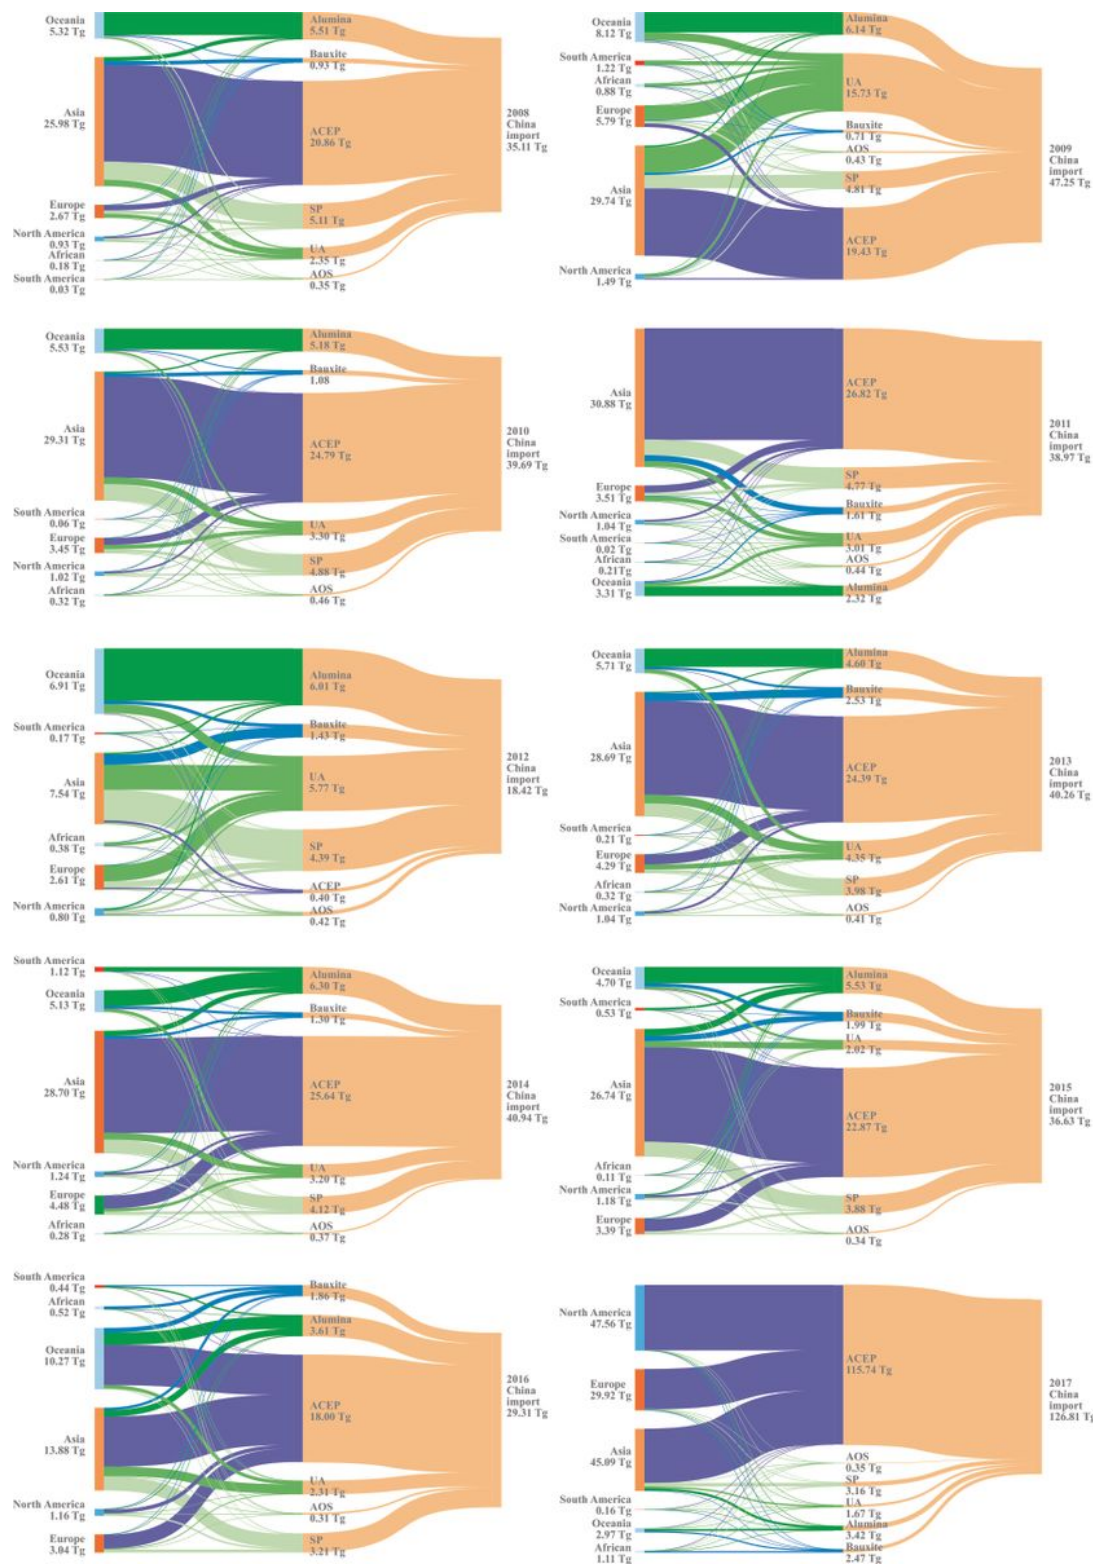 Oceania
5.32 Tg
Asia
25.98 Tg
Europe
2.67 Tg
North America
0.93 Tg
African
0.18 Tg
South America
0.03 Tg
Alumina
5.51 Tg
Bauxite
0.93 Tg
ACEP
20.86 Tg
SP
5.11 Tg
UA
2.35 Tg
AOS
0.35 Tg
2008
China
import
35.11 Tg
Oceania
8.12 Tg
South America
1.22 Tg
African
0.88 Tg
Europe
5.79 Tg
Asia
29.74 Tg
North America
1.49 Tg
Alumina
6.14 Tg
UA
15.73 Tg
Bauxite
0.71 Tg
AOS
0.43 Tg
SP
4.81 Tg
ACEP
19.43 Tg
2009
China
import
47.25 Tg
Oceania
5.53 Tg
Asia
29.31 Tg
South America
0.06 Tg
Europe
3.45 Tg
North America
1.02 Tg
African
0.32 Tg
Alumina
5.18 Tg
Bauxite
1.08
ACEP
24.79 Tg
UA
3.30 Tg
SP
4.88 Tg
AOS
0.46 Tg
2010
China
import
39.69 Tg
Asia
30.88 Tg
Europe
3.51 Tg
North America
1.04 Tg
South America
0.02 Tg
African
0.21Tg
Oceania
3.31 Tg
ACEP
26.82 Tg
SP
4.77 Tg
Bauxite
1.61 Tg
UA
3.01 Tg
AOS
0.44 Tg
Alumina
2.32 Tg
2011
China
import
38.97 Tg
Oceania
6.91 Tg
South America
0.17 Tg
Asia
7.54 Tg
African
0.38 Tg
Europe
2.61 Tg
North America
0.80 Tg
Alumina
6.01 Tg
Bauxite
1.43 Tg
UA
5.77 Tg
SP
4.39 Tg
ACEP
0.40 Tg
AOS
0.42 Tg
2012
China
import
18.42 Tg
Oceania
5.71 Tg
Asia
28.69 Tg
South America
0.21 Tg
Europe
4.29 Tg
African
0.32 Tg
North America
1.04 Tg
Alumina
4.60 Tg
Bauxite
2.53 Tg
ACEP
24.39 Tg
UA
4.35 Tg
SP
3.98 Tg
AOS
0.41 Tg
2013
China
import
40.26 Tg
South America
1.12 Tg
Oceania
5.13 Tg
Asia
28.70 Tg
North America
1.24 Tg
Europe
4.48 Tg
African
0.28 Tg
Alumina
6.30 Tg
Bauxite
1.30 Tg
ACEP
25.64 Tg
UA
3.20 Tg
SP
4.12 Tg
AOS
0.37 Tg
2014
China
import
40.94 Tg
Oceania
4.70 Tg
South America
0.53 Tg
Asia
26.74 Tg
African
0.11 Tg
North America
1.18 Tg
Europe
3.39 Tg
Alumina
5.53 Tg
Bauxite
1.99 Tg
UA
2.02 Tg
ACEP
22.87 Tg
SP
3.88 Tg
AOS
0.34 Tg
2015
China
import
36.63 Tg
South America
0.44 Tg
African
0.52 Tg
Oceania
10.27 Tg
Asia
13.88 Tg
North America
1.16 Tg
Europe
3.04 Tg
Bauxite
1.86 Tg
Alumina
3.61 Tg
ACEP
18.00 Tg
UA
2.31 Tg
AOS
0.31 Tg
SP
3.21 Tg
2016
China
import
29.31 Tg
North America
47.56 Tg
Europe
29.92 Tg
Asia
45.09 Tg
South America
0.16 Tg
Oceania
2.97 Tg
African
1.11 Tg
ACEP
115.74 Tg
AOS
0.35 Tg
SP
3.16 Tg
UA
1.67 Tg
Alumina
3.42 Tg
Bauxite
2.47 Tg
2017
China
import
126.81 Tg